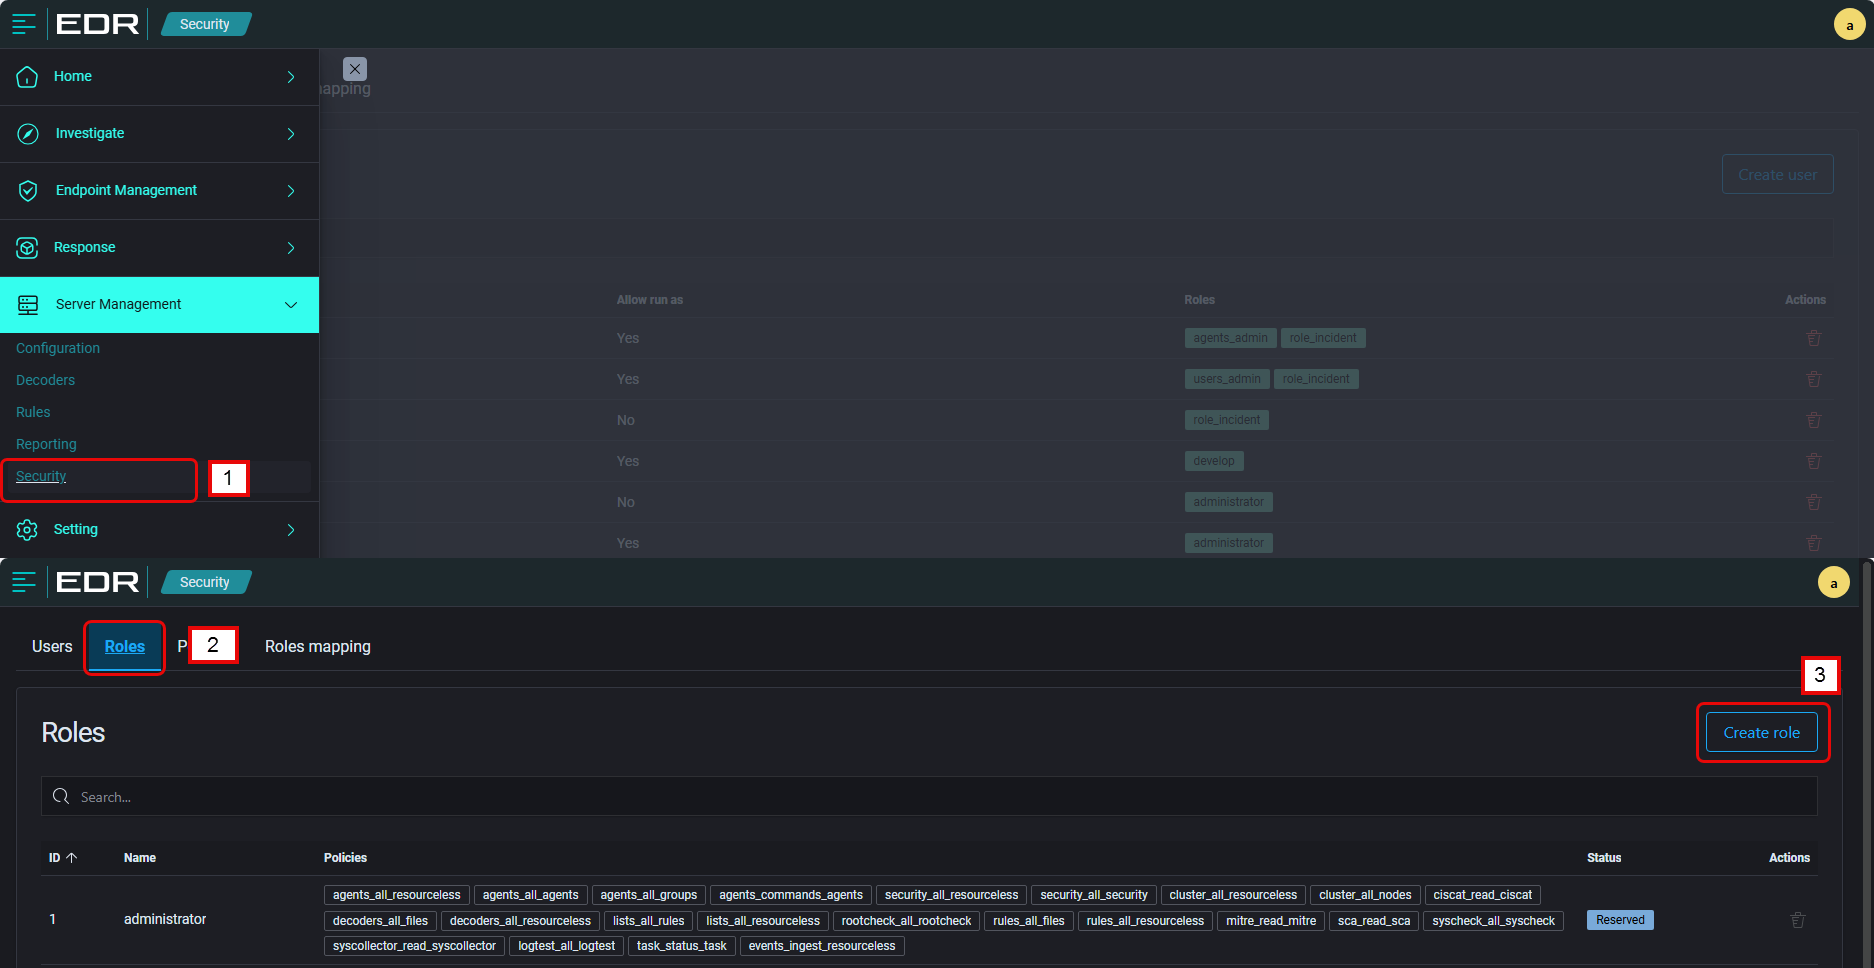 EDR
Security
a
Home
apping
Investigate
Create user
Endpoint Management
Response
Server Management
Allow run as
Roles
Actions
Yes
agents_admin
role_incident
Configuration
Decoders
Yes
users_admin
role_incident
Rules
No
role_incident
Reporting
Yes
develop
Security
1
No
administrator
Setting
Yes
administrator
EDR
Security
a
Users
Roles
P
2
Roles mapping
3
Roles
Create role
Search...
ID
Name
Policies
Status
Actions
1
administrator
agents_all_resourceless
agents_all_agents
agents_all_groups
agents_commands_agents
security_all_resourceless
security_all_security
cluster_all_resourceless
cluster_all_nodes
ciscat_read_ciscat
decoders_all_files
decoders_all_resourceless
lists_all_rules
lists_all_resourceless
rootcheck_all_rootcheck
rules_all_files
rules_all_resourceless
mitre_read_mitre
sca_read_sca
syscheck_all_syscheck
syscollector_read_syscollector
logtest_all_logtest
task_status_task
events_ingest_resourceless
Reserved